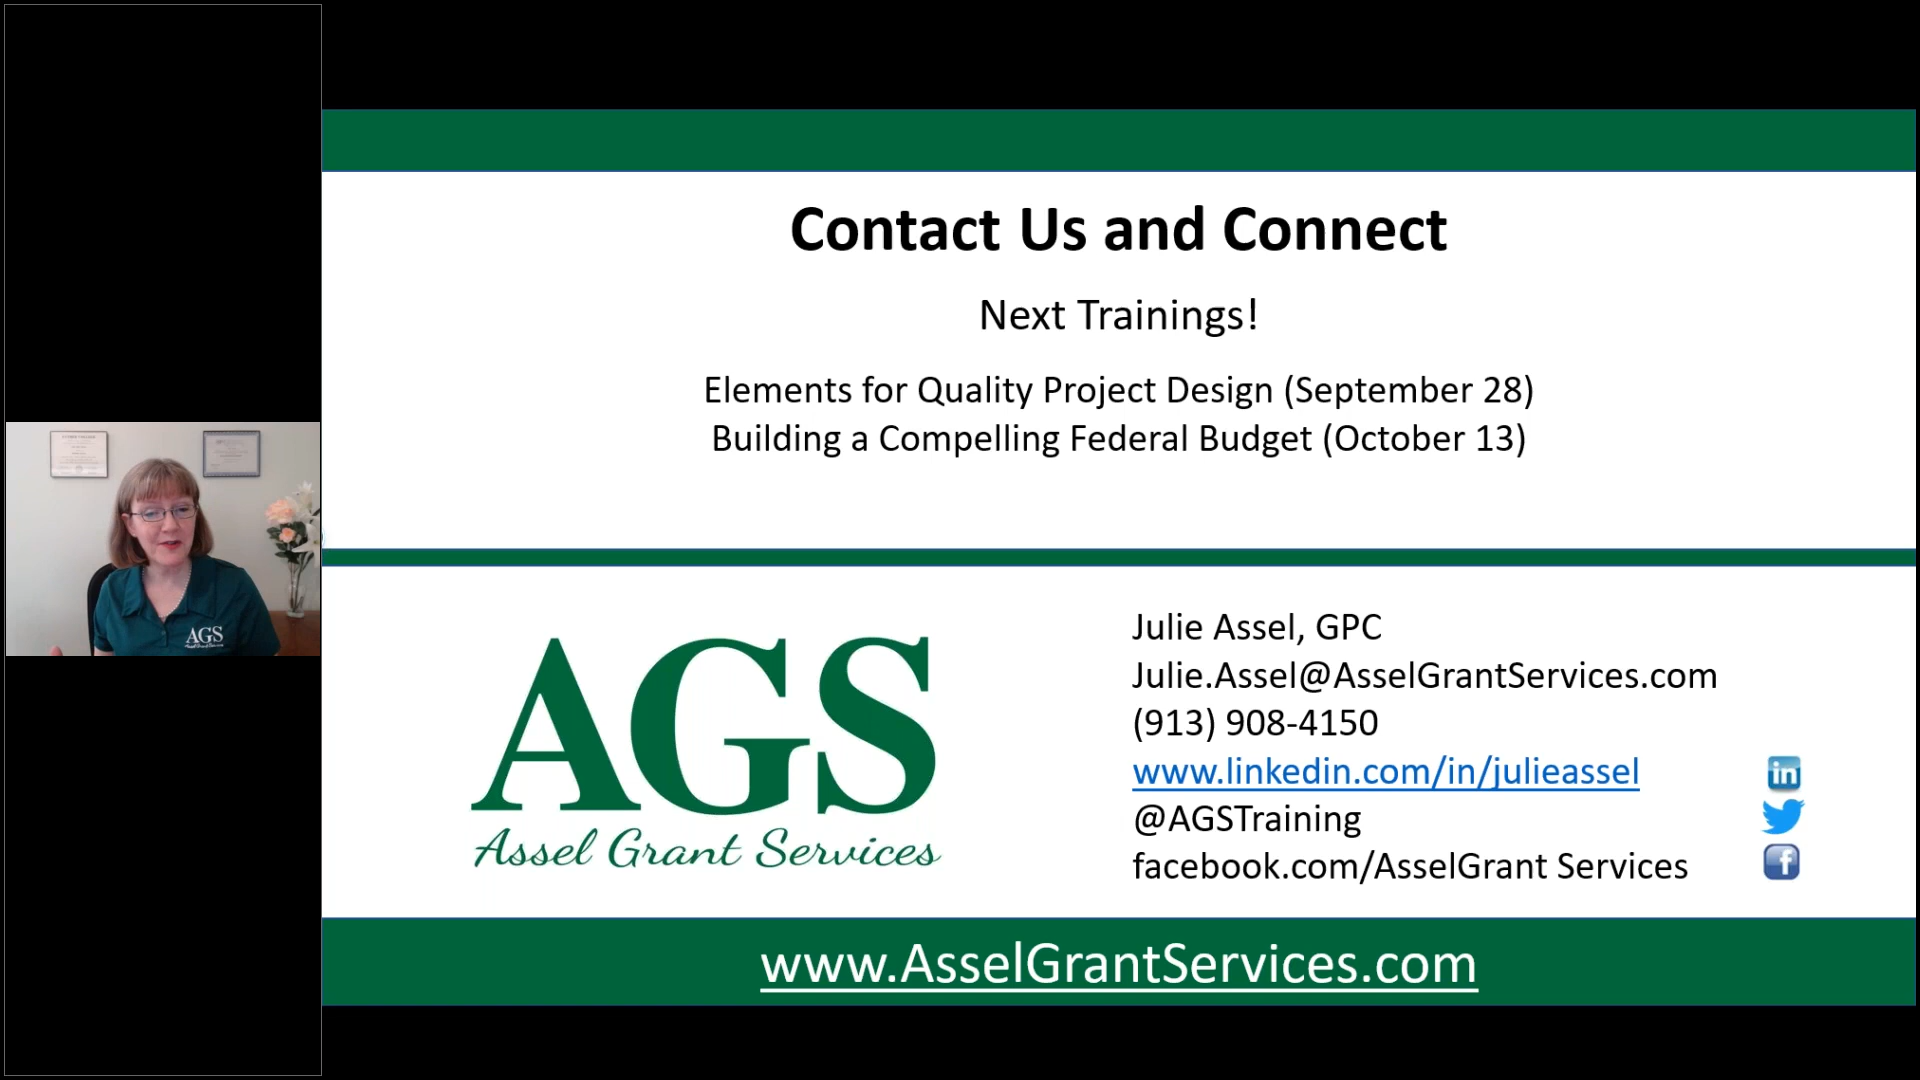 Contact Us and Connect
Next Trainings!
Elements for Quality Project Design (September 28)
Building a Compelling Federal Budget (October 13)
AGS
AGS
Assel Grant Services
Julie Assel, GPC
Julie.Assel@AsselGrantServices.com
(913) 908-4150
www.linkedin.com/in/julieassel
in
@AGSTraining
facebook.com/AsselGrant Services
f
www.AsselGrantServices.com